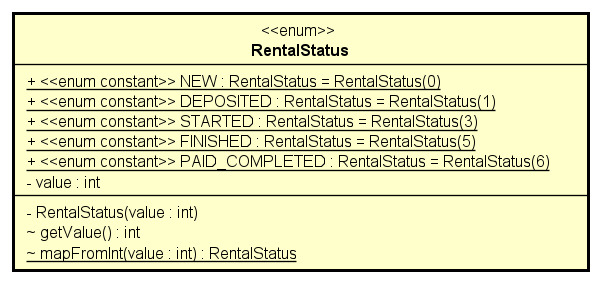 <<enum>>
RentalStatus
+ <<enum constant>> NEW : RentalStatus = RentalStatus(0)
+ <<enum constant>> DEPOSITED : RentalStatus = RentalStatus(1)
+ <<enum constant>> STARTED : RentalStatus = RentalStatus(3)
+ <<enum constant>> FINISHED : RentalStatus = RentalStatus(5)
+ <<enum constant>> PAID_COMPLETED : RentalStatus = RentalStatus(6)
- value : int
- RentalStatus(value : int)
~ getValue() : int
~ mapFromInt(value : int) : RentalStatus